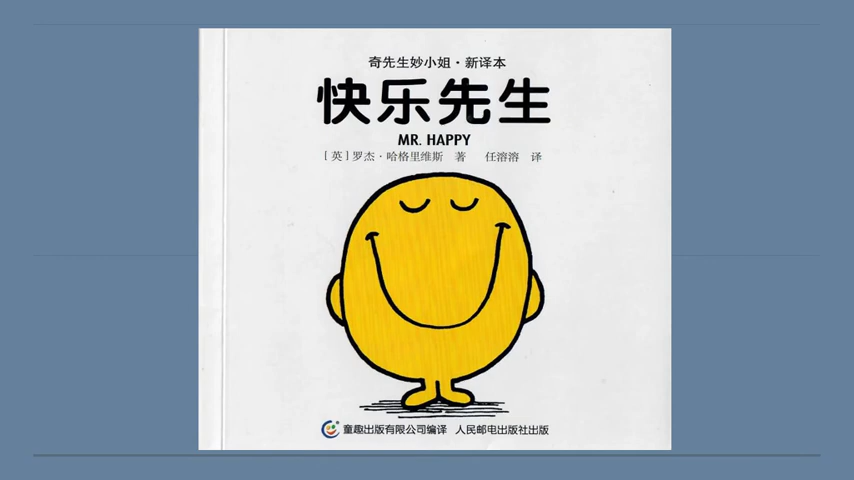 奇先生妙小姐·新译本
快乐先生
MR. HAPPY
[英]罗杰·哈格里维斯 著 任溶溶 译
童趣出版有限公司编译 人民邮电出版社出版